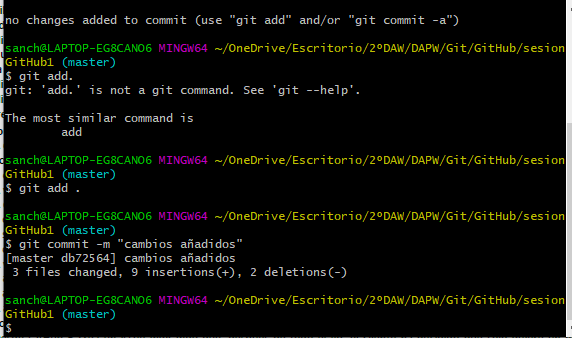 no changes added to commit (use "git add" and/or "git commit -a")
sanch@LAPTOP-EG8CANO6 MINGW64 ~/OneDrive/Escritorio/2ºDAW/DAPW/Git/GitHub/sesion
GitHub1 (master)
$ git add.
git: 'add.' is not a git command. See 'git --help'.
The most similar command is
add
sanch@LAPTOP-EG8CANO6 MINGW64 ~/OneDrive/Escritorio/2ºDAW/DAPW/Git/GitHub/sesion
GitHub1 (master)
$ git add .
sanch@LAPTOP-EG8CANO6 MINGW64 ~/OneDrive/Escritorio/2ºDAW/DAPW/Git/GitHub/sesion
GitHub1 (master)
$ git commit -m "cambios añadidos"
[master db72564] cambios añadidos
3 files changed, 9 insertions(+), 2 deletions(-)
sanch@LAPTOP-EG8CANO6 MINGW64 ~/OneDrive/Escritorio/2ºDAW/DAPW/Git/GitHub/sesion
GitHub1 (master)
$